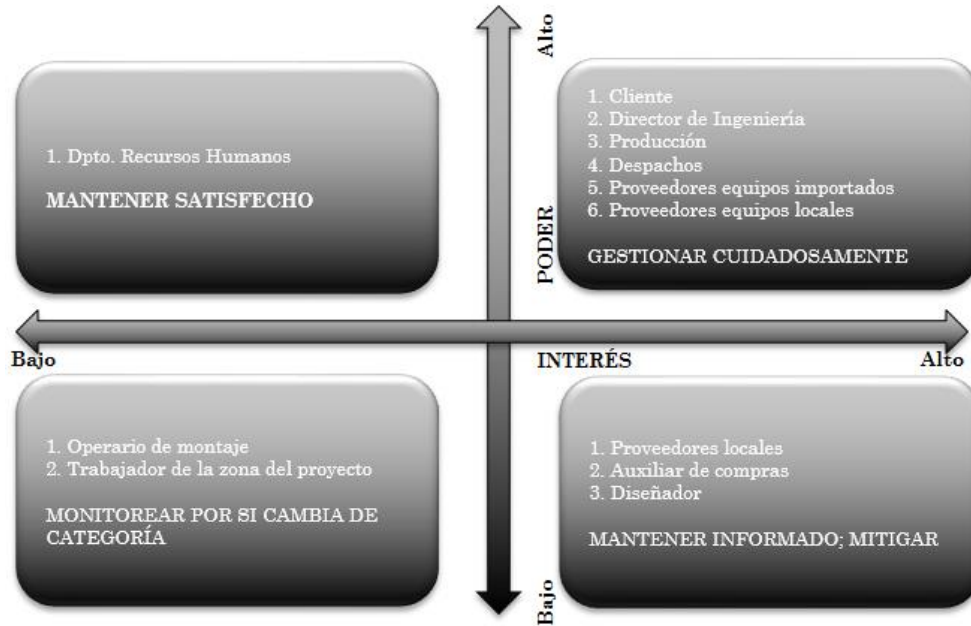 Alto
PODER
1. Dpto. Recursos Humanos
MANTENER SATISFECHO
1. Cliente
2. Director de Ingeniería
3. Producción
4. Despachos
5. Proveedores equipos importados
6. Proveedores equipos locales
GESTIONAR CUIDADOSAMENTE
Bajo
INTERÉS
Alto
1. Operario de montaje
2. Trabajador de la zona del proyecto
MONITOREAR POR SI CAMBIA DE
CATEGORÍA
1. Proveedores locales
2. Auxiliar de compras
3. Diseñador
MANTENER INFORMADO; MITIGAR
Bajo